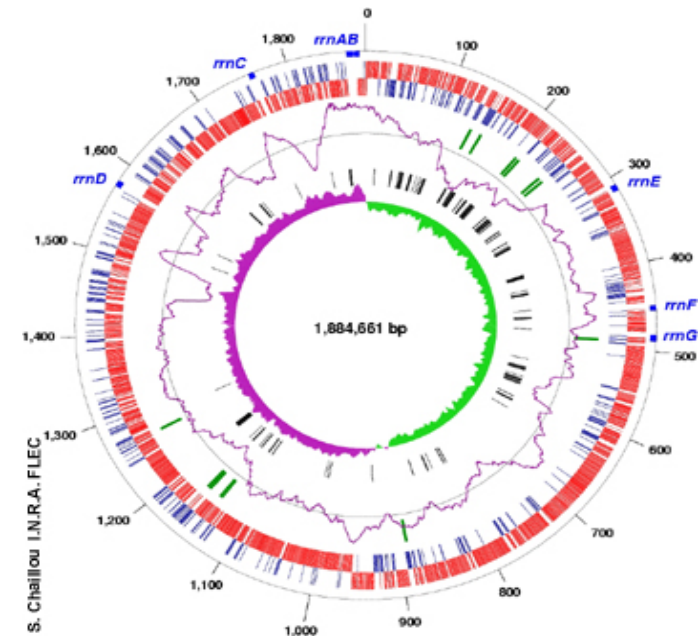 0
100
200
300
rrnE
400
rrnF
rrnG
500
600
700
800
900
1.000
1,100
1,200
1,300
1,400
1,500
rrnD
1,600
1,700
rrnC
1,800
rrnAB
1,884,661 bp
S. Chaillou I.N.R.A. FLEC